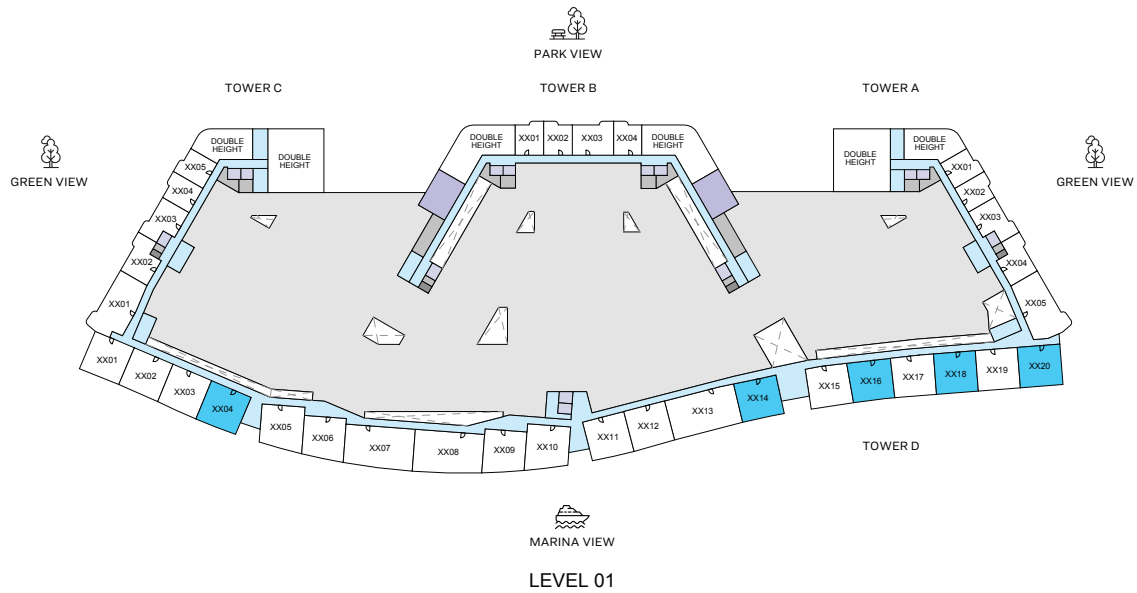 PARK VIEW
TOWER C
TOWER B
TOWER A
GREEN VIEW
GREEN VIEW
DOUBLE
HEIGHT
DOUBLE
HEIGHT
XX05
XX04
XX03
XX02
XX01
DOUBLE
HEIGHT
XX01
XX02
XX03
XX04
DOUBLE
HEIGHT
DOUBLE
HEIGHT
DOUBLE
HEIGHT
XX01
XX02
XX03
XX04
XX05
XX01
XX02
XX03
XX04
XX05
XX06
XX07
XX08
XX09
XX10
XX11
XX12
XX13
XX14
XX15
XX16
XX17
XX18
XX19
XX20
TOWER D
MARINA VIEW
LEVEL 01